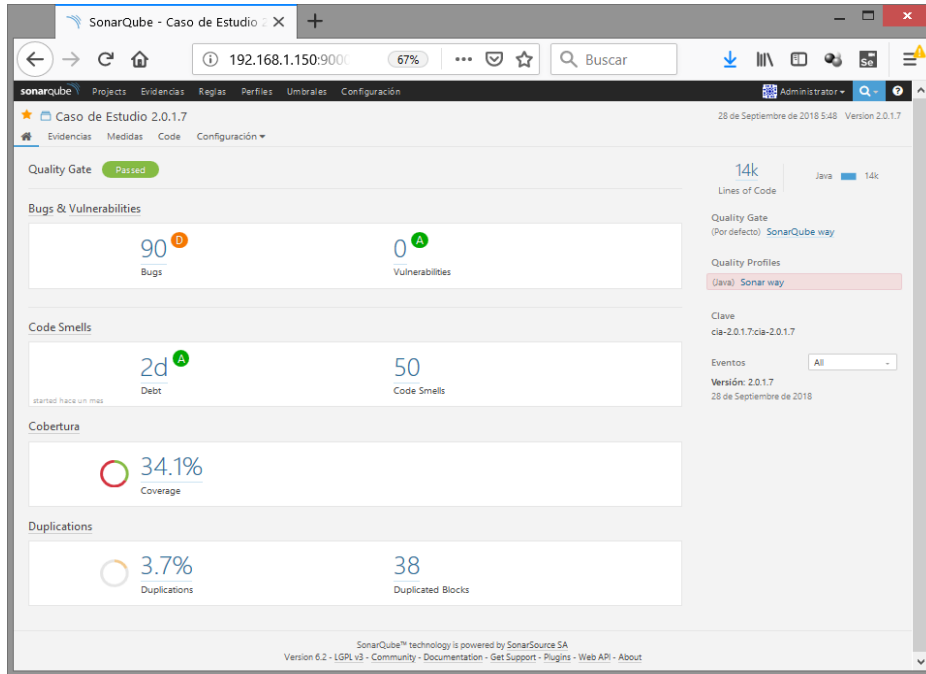 SonarQube - Caso de Estudio 2
192.168.1.150:9000
67%
Buscar
Se
sonarqube Projects Evidencias Reglas Perfiles Umbrales Configuración Administrator
Caso de Estudio 2.0.1.7
28 de Septiembre de 2018 5:48 Version 2.0.1.7
Evidencias Medidas Code Configuración
Quality Gate Passed
Bugs & Vulnerabilities
90 D
Bugs
0 A
Vulnerabilities
Code Smells
2d A
Debt
started hace un mes
50
Code Smells
Cobertura
34.1%
Coverage
Duplications
3.7%
Duplications
38
Duplicated Blocks
14k
Lines of Code
Java 14k
Quality Gate
(Por defecto) SonarQube way
Quality Profiles
(Java) Sonar way
Clave
cia-2.0.1.7:cia-2.0.1.7
Eventos All
Versión: 2.0.1.7
28 de Septiembre de 2018
SonarQube™ technology is powered by SonarSource SA
Version 6.2 - LGPL v3 - Community - Documentation - Get Support - Plugins - Web API - About